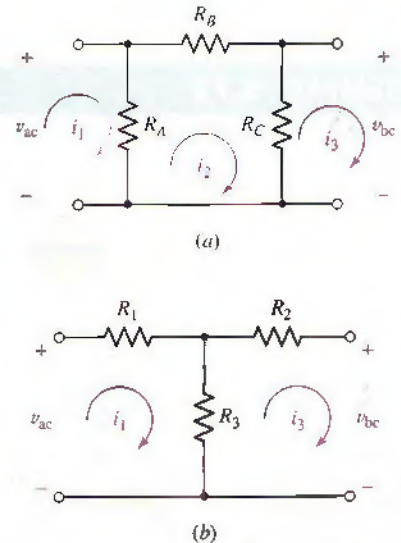 R_B
+ +
v_ac i_1 R_A i_2 R_C i_3 v_bc
− −
(a)
R_1 R_2
+ +
v_ac i_1 R_3 i_3 v_bc
− −
(b)